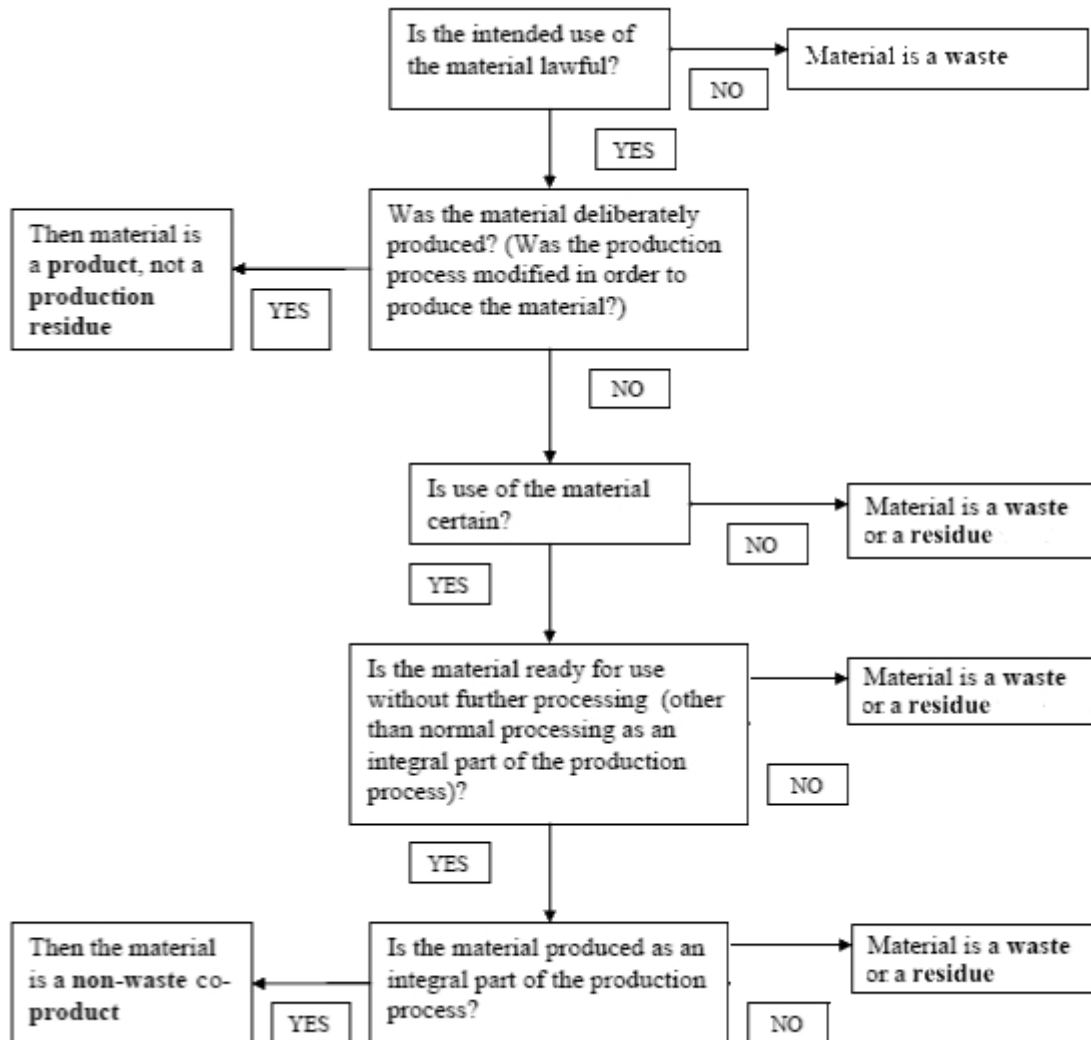 Is the intended use of
the material lawful?
Material is a waste
NO
YES
Was the material deliberately
produced? (Was the production
process modified in order to
produce the material?)
Then material is
a product, not a
production
residue
YES
NO
Is use of the material
certain?
Material is a waste
or a residue
NO
YES
Is the material ready for use
without further processing (other
than normal processing as an
integral part of the production
process)?
Material is a waste
or a residue
NO
YES
Then the material
is a non-waste co-
product
YES
Is the material produced as an
integral part of the production
process?
Material is a waste
or a residue
NO